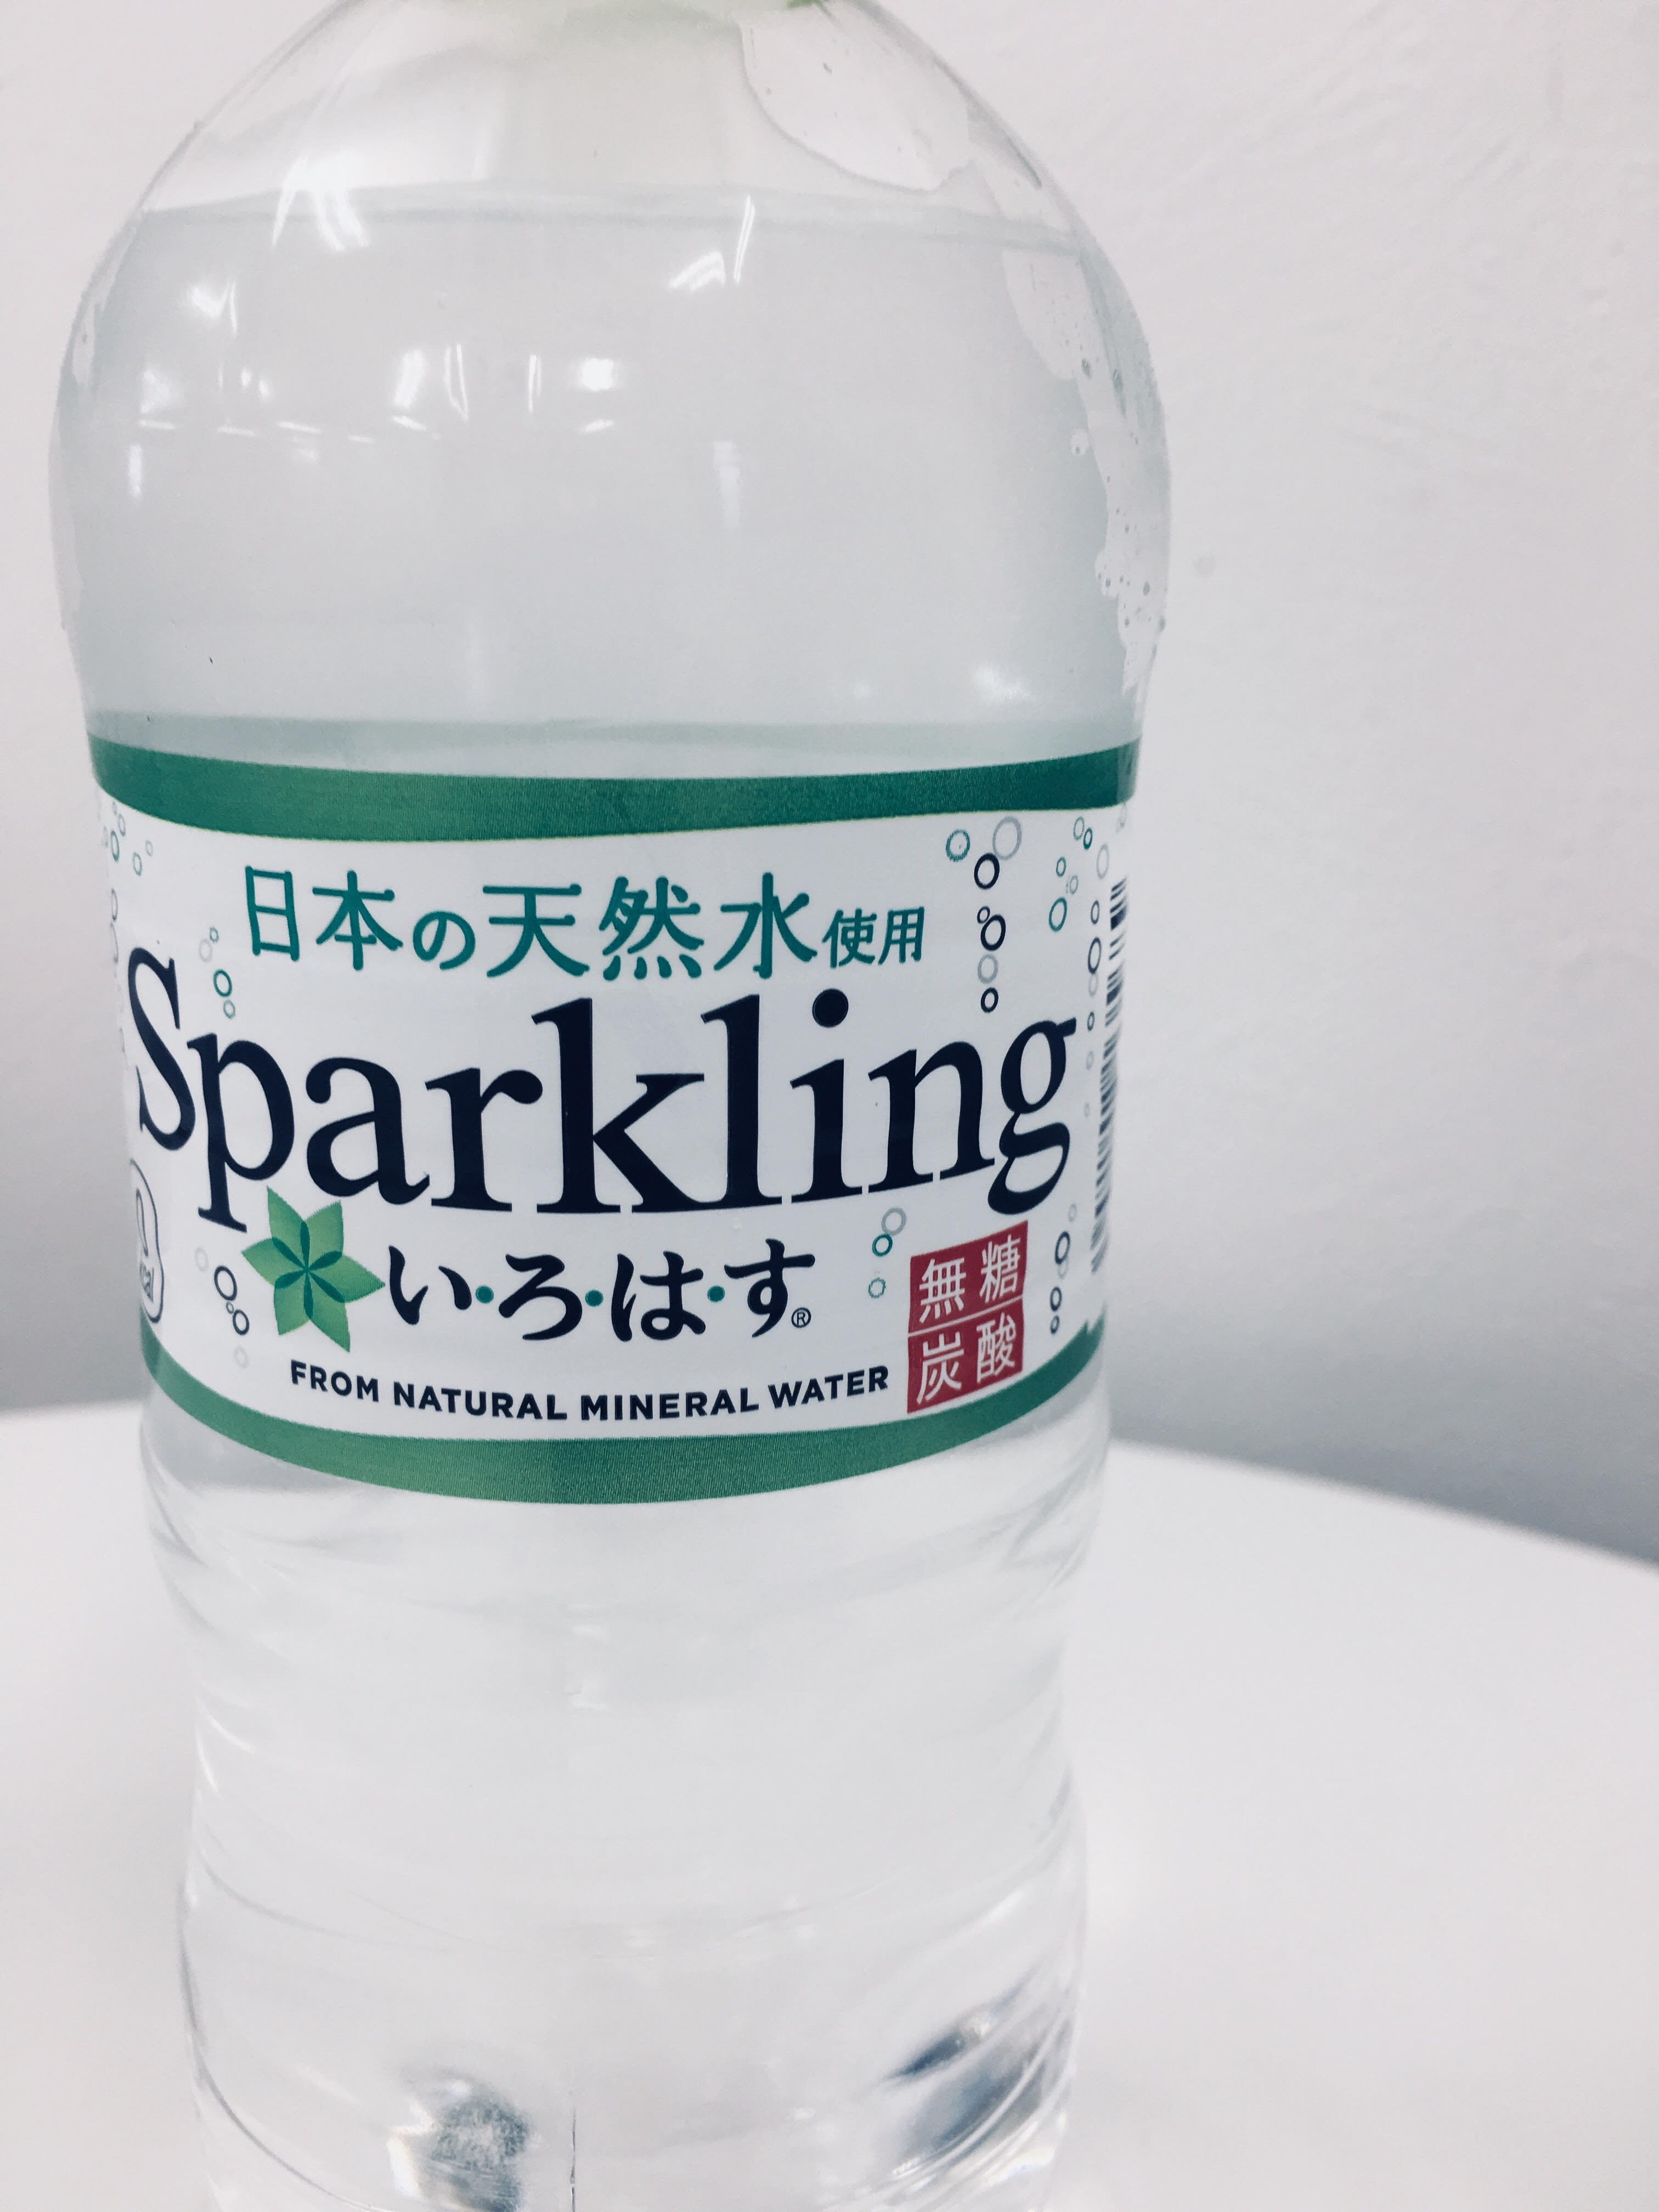 日本の天然水使用
Sparkling
い・ろ・は・す®
無糖
炭酸
FROM NATURAL MINERAL WATER